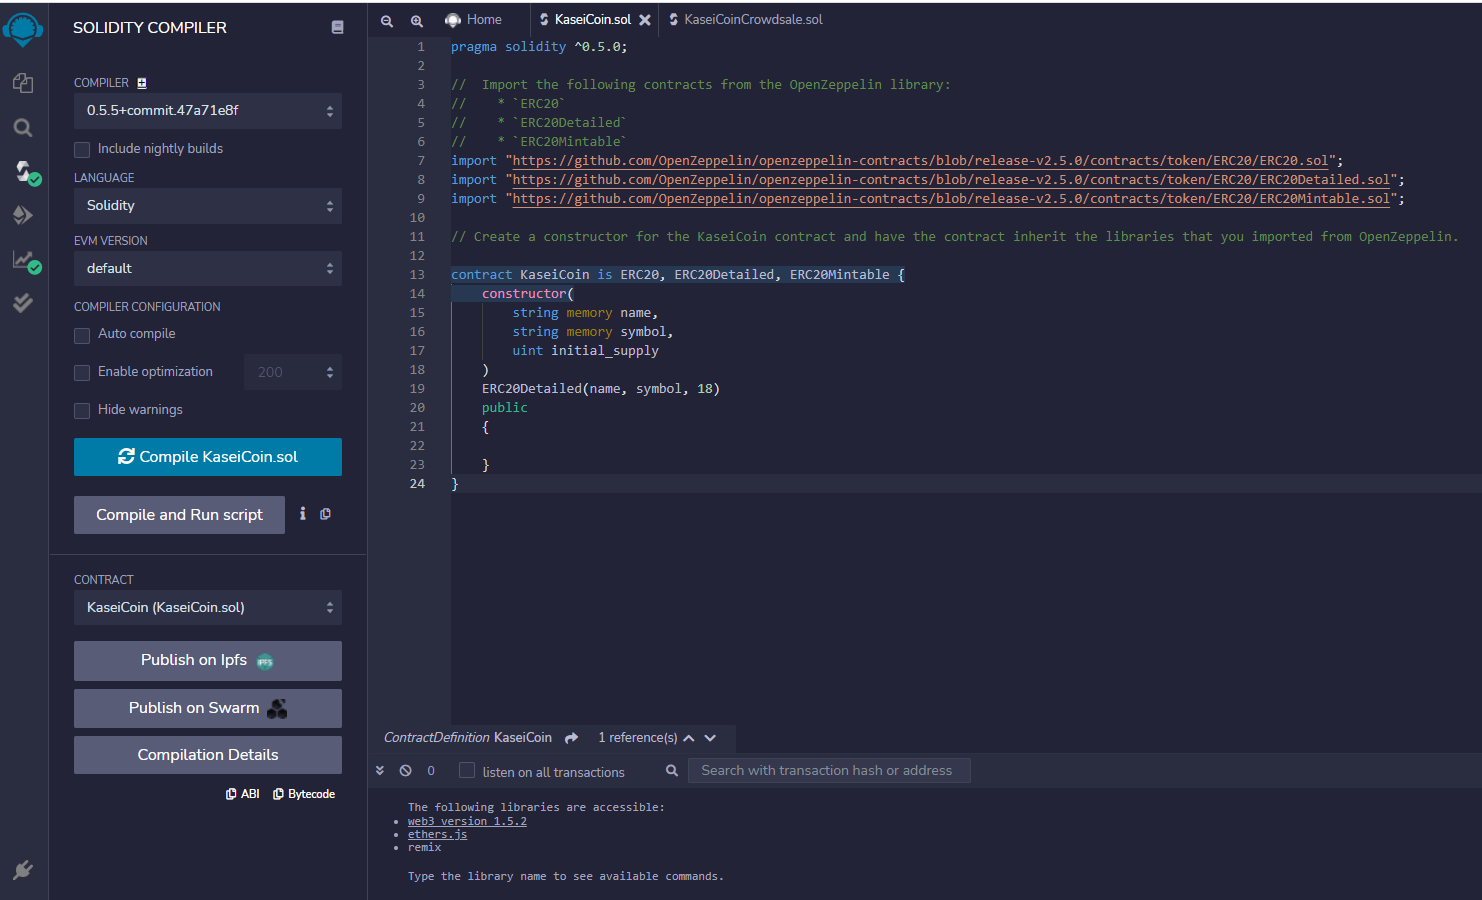 SOLIDITY COMPILER
COMPILER
0.5.5+commit.47a71e8f
Include nightly builds
LANGUAGE
Solidity
EVM VERSION
default
COMPILER CONFIGURATION
Auto compile
Enable optimization 200
Hide warnings
Compile KaseiCoin.sol
Compile and Run script
CONTRACT
KaseiCoin (KaseiCoin.sol)
Publish on Ipfs IPFS
Publish on Swarm
Compilation Details
ABI Bytecode
Home KaseiCoin.sol KaseiCoinCrowdsale.sol
1 pragma solidity ^0.5.0;
2
3 //  Import the following contracts from the OpenZeppelin library:
4 //    * `ERC20`
5 //    * `ERC20Detailed`
6 //    * `ERC20Mintable`
7 import "https://github.com/OpenZeppelin/openzeppelin-contracts/blob/release-v2.5.0/contracts/token/ERC20/ERC20.sol";
8 import "https://github.com/OpenZeppelin/openzeppelin-contracts/blob/release-v2.5.0/contracts/token/ERC20/ERC20Detailed.sol";
9 import "https://github.com/OpenZeppelin/openzeppelin-contracts/blob/release-v2.5.0/contracts/token/ERC20/ERC20Mintable.sol";
10
11 // Create a constructor for the KaseiCoin contract and have the contract inherit the libraries that you imported from OpenZeppelin.
12
13 contract KaseiCoin is ERC20, ERC20Detailed, ERC20Mintable {
14     constructor(
15         string memory name,
16         string memory symbol,
17         uint initial_supply
18     )
19     ERC20Detailed(name, symbol, 18)
20     public
21     {
22
23     }
24 }
ContractDefinition KaseiCoin 1 reference(s)
0 listen on all transactions Search with transaction hash or address
The following libraries are accessible:
• web3 version 1.5.2
• ethers.js
• remix
Type the library name to see available commands.